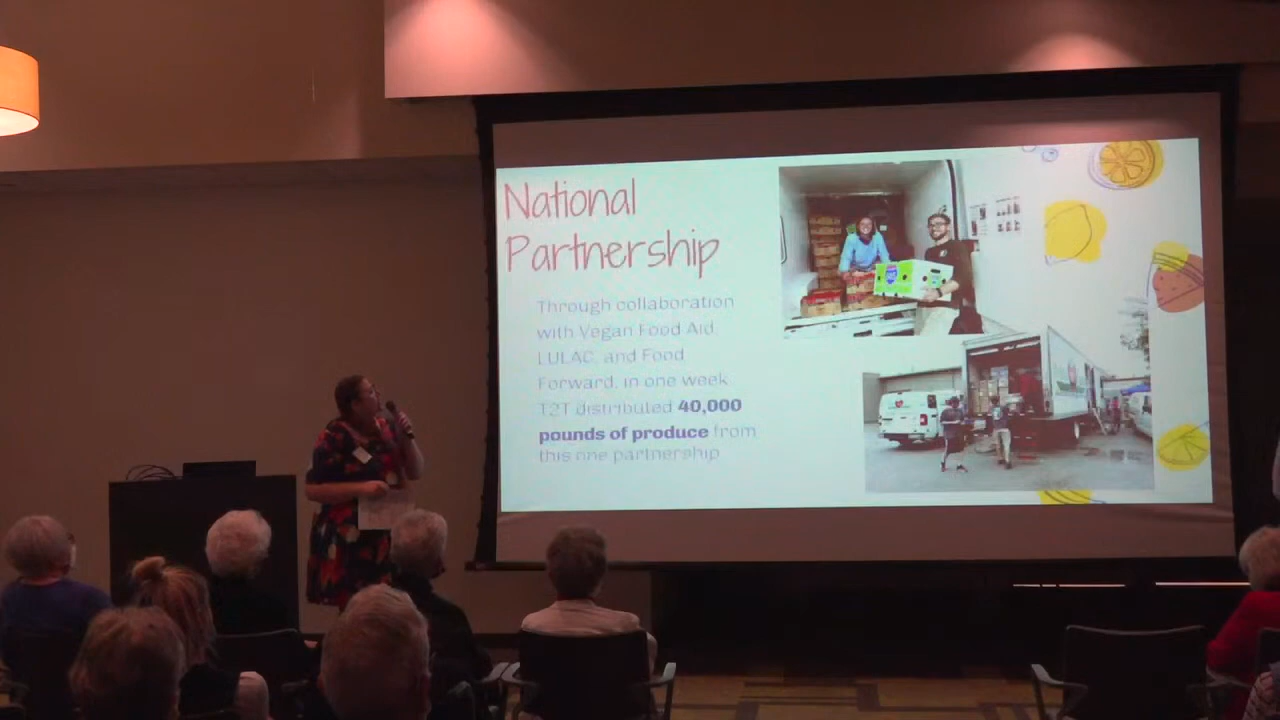 National
Partnership
Through collaboration
with Vegan Food Aid,
LULAC, and Food
Forward, in one week
T2T distributed 40,000
pounds of produce from
this one partnership